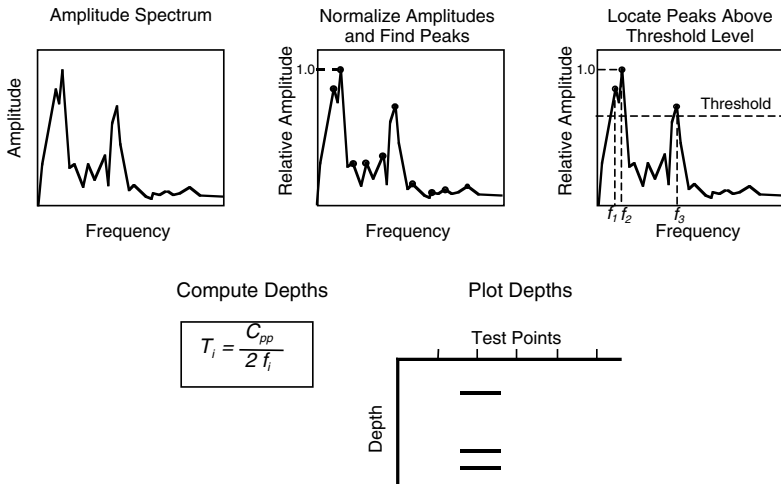 Amplitude Spectrum
Normalize Amplitudes
and Find Peaks
Locate Peaks Above
Threshold Level
Amplitude
Frequency
1.0
Relative Amplitude
Frequency
1.0
Threshold
Relative Amplitude
f1 f2 f3
Frequency
Compute Depths
Ti = Cpp / 2 fi
Plot Depths
Test Points
Depth